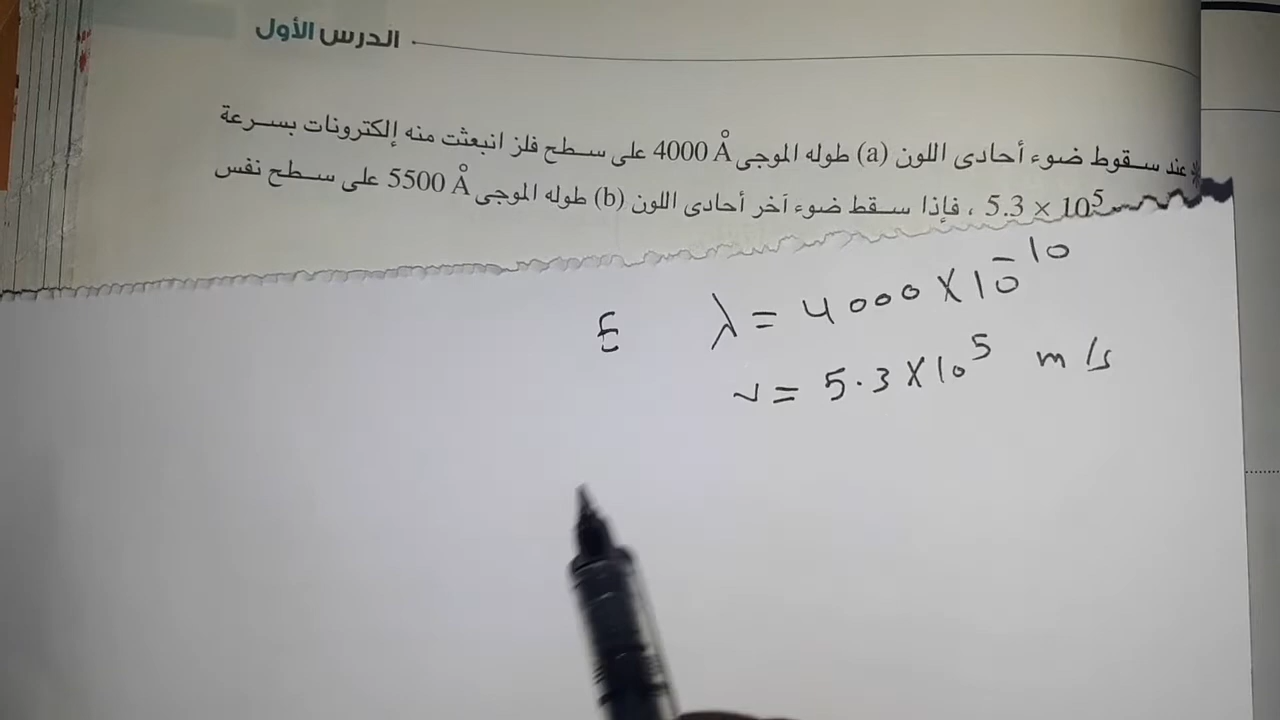 الدرس الأول
عند سقوط ضوء أحادى اللون (a) طوله الموجى 4000 Å على سطح فلز انبعثت منه إلكترونات بسرعة
5.3 × 10⁵ ، فإذا سقط ضوء آخر أحادى اللون (b) طوله الموجى 5500 Å على سطح نفس
E λ = 4000 X 10⁻¹⁰
v = 5.3 X 10⁵ m/s